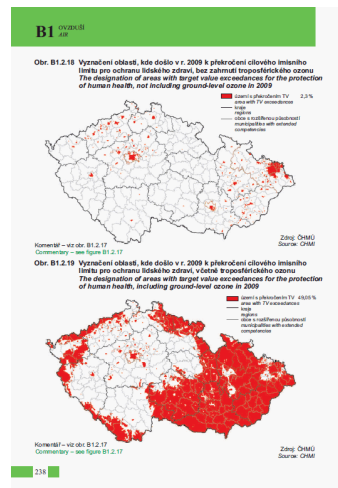 B1 OVZDUŠÍ
AIR
Obr. B1.2.18 Vyznačení oblastí, kde došlo v r. 2009 k překročení cílového imisního
limitu pro ochranu lidského zdraví, bez zahrnutí troposférického ozonu
The designation of areas with target value exceedances for the protection
of human health, not including ground-level ozone in 2009
území s překročením TV 2,3 %
area with TV exceedances
kraje
regions
obce s rozšířenou působností
municipalities with extended
competencies
Komentář – viz obr. B1.2.17
Commentary – see figure B1.2.17
Zdroj: ČHMÚ
Source: CHMI
Obr. B1.2.19 Vyznačení oblastí, kde došlo v r. 2009 k překročení cílového imisního
limitu pro ochranu lidského zdraví, včetně troposférického ozonu
The designation of areas with target value exceedances for the protection
of human health, including ground-level ozone in 2009
území s překročením TV 49,05 %
area with TV exceedances
kraje
regions
obce s rozšířenou působností
municipalities with extended
competencies
Komentář – viz obr. B1.2.17
Commentary – see figure B1.2.17
Zdroj: ČHMÚ
Source: CHMI
238